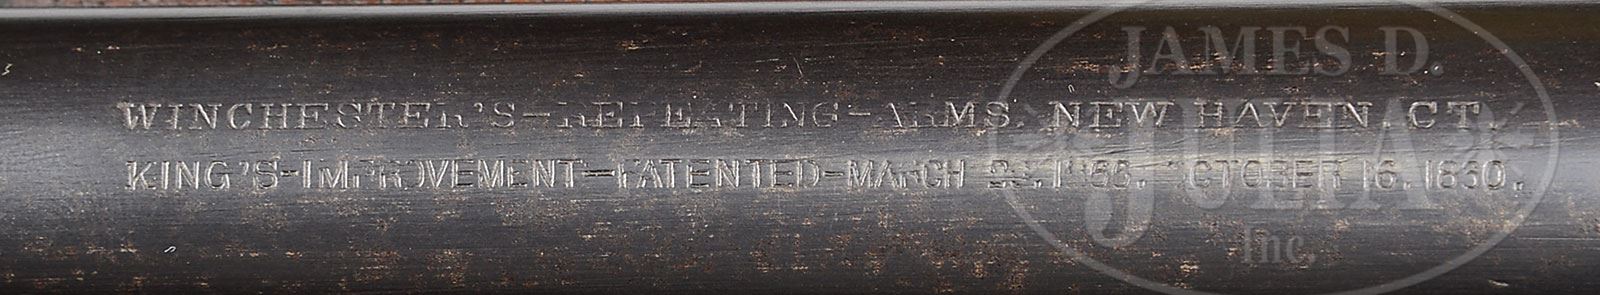 WINCHESTER'S-REPEATING-ARMS. NEW HAVEN. CT.
KING'S-IMPROVEMENT-PATENTED-MARCH OCTOBER 16. 1860.
JAMES D.
JULIA
Inc.